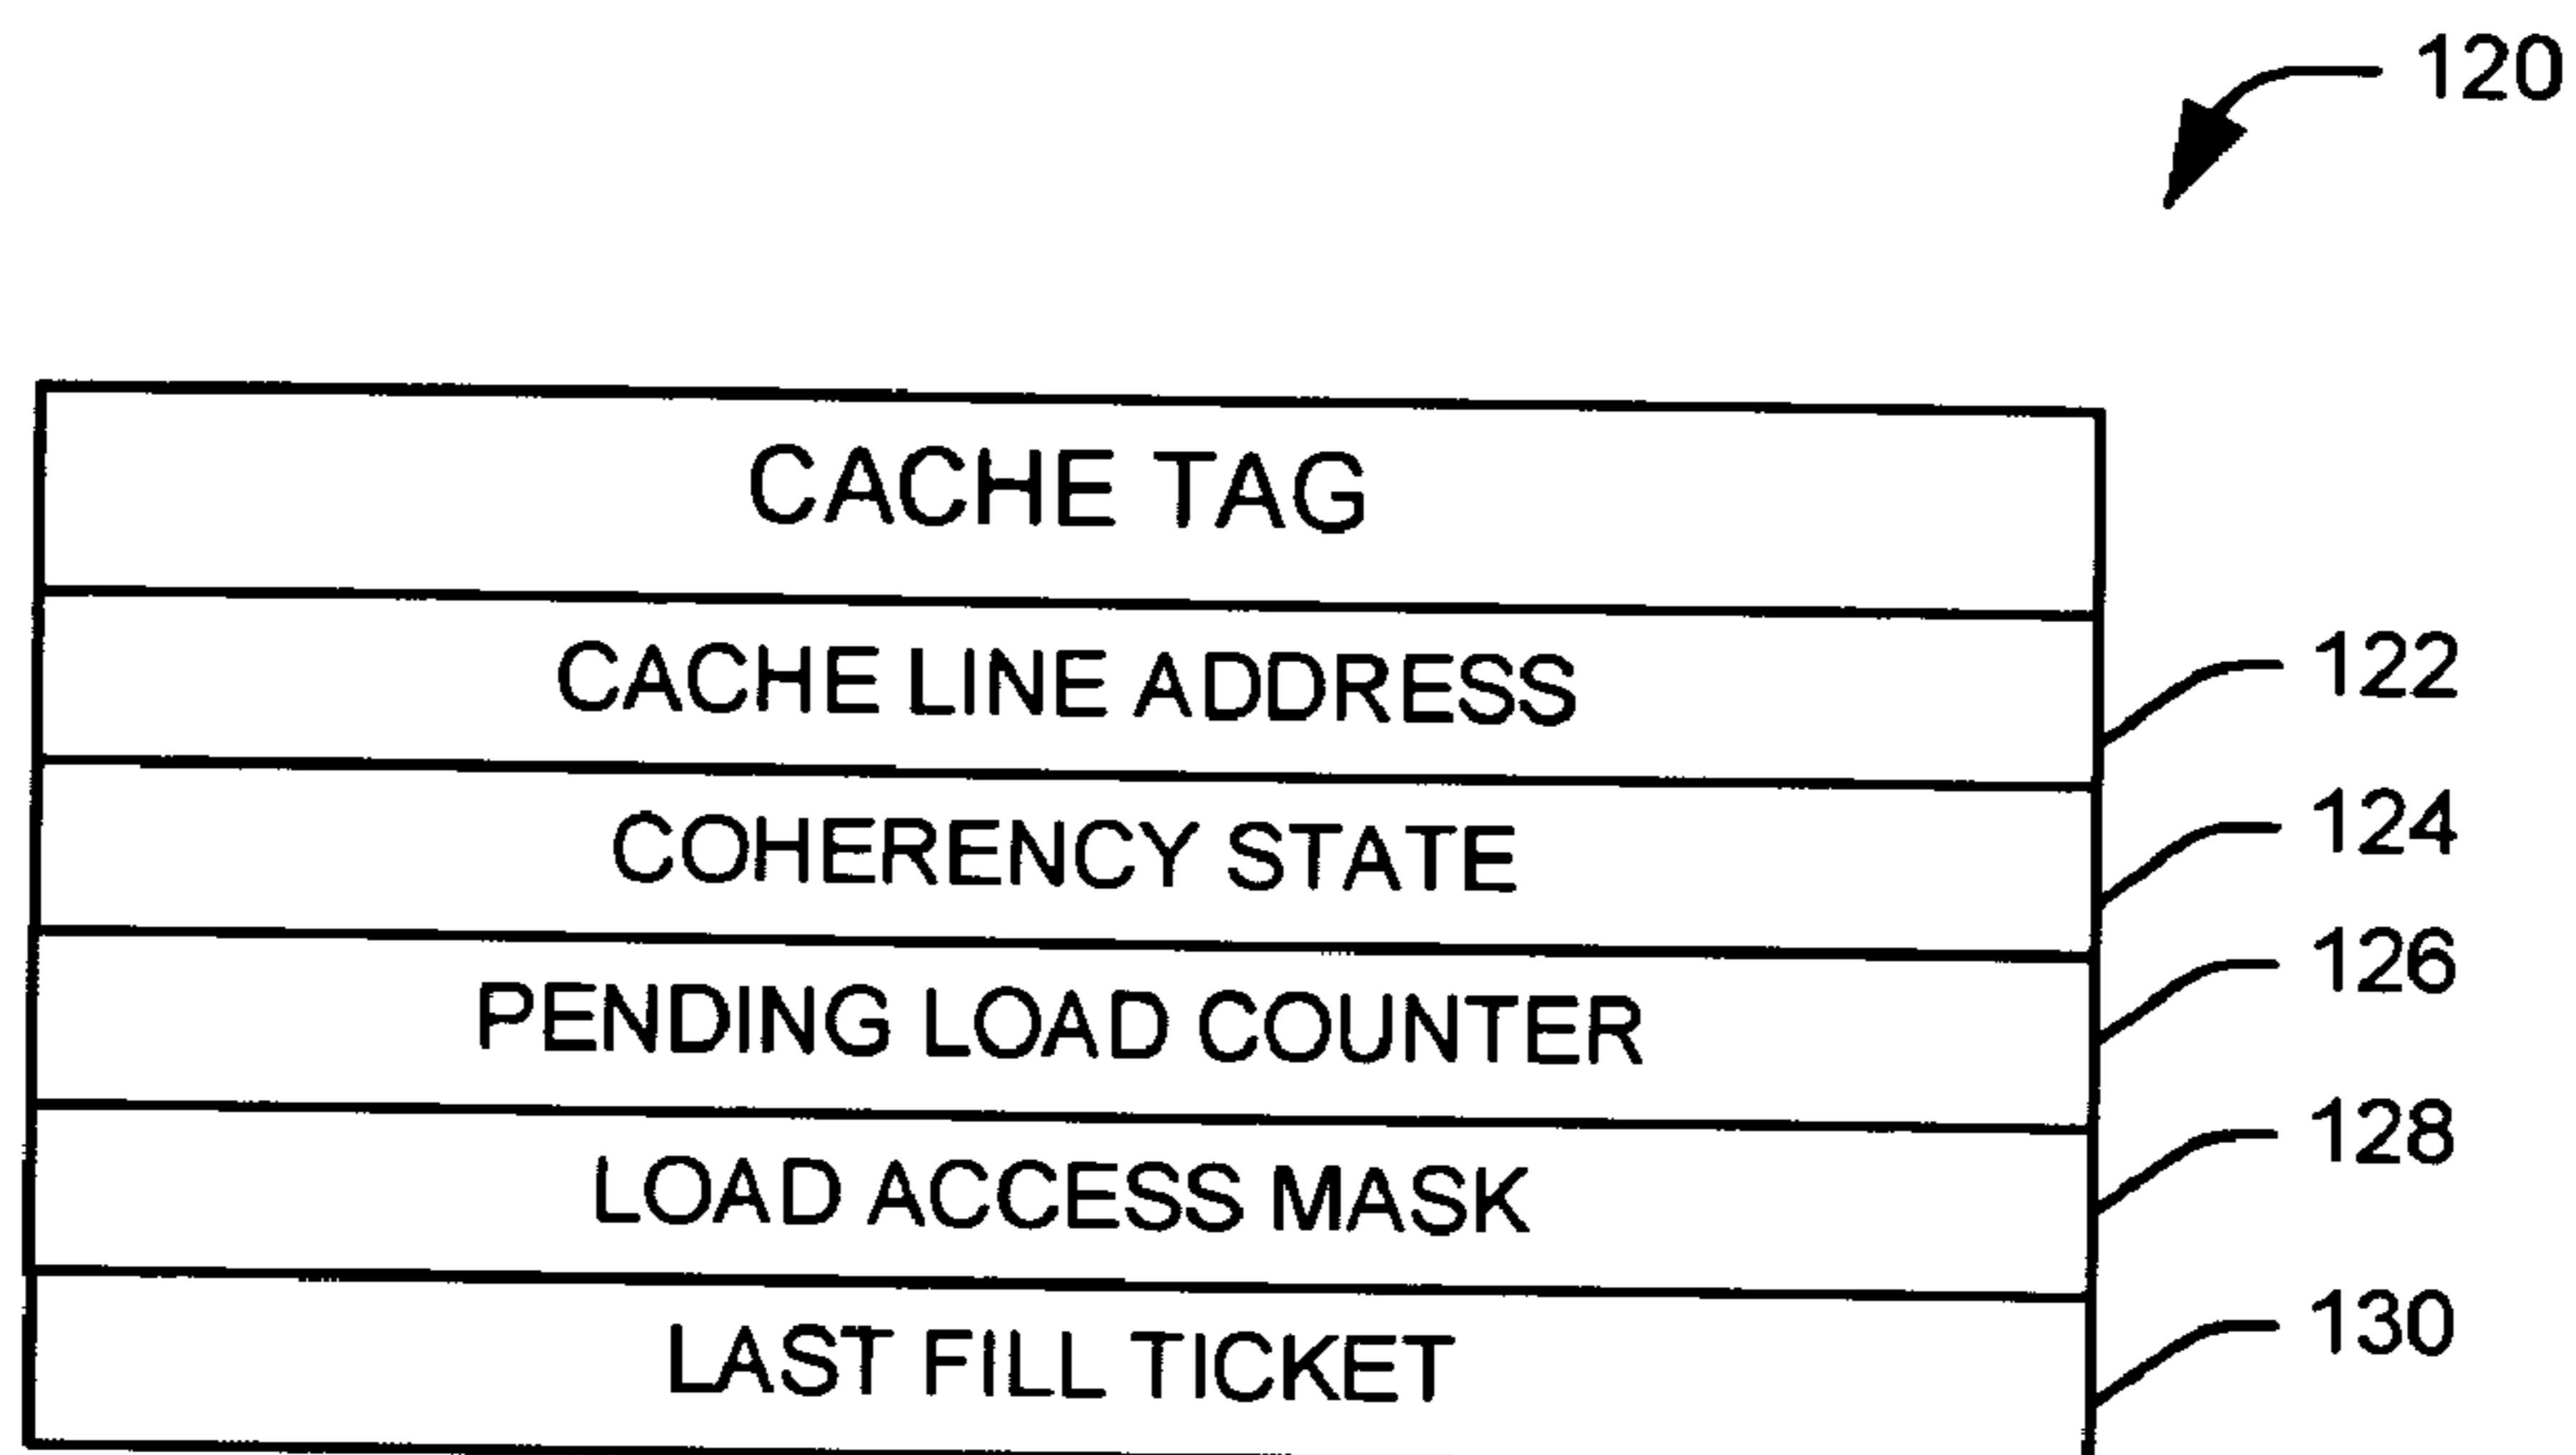 120
CACHE TAG
CACHE LINE ADDRESS
122
COHERENCY STATE
124
PENDING LOAD COUNTER
126
LOAD ACCESS MASK
128
LAST FILL TICKET
130